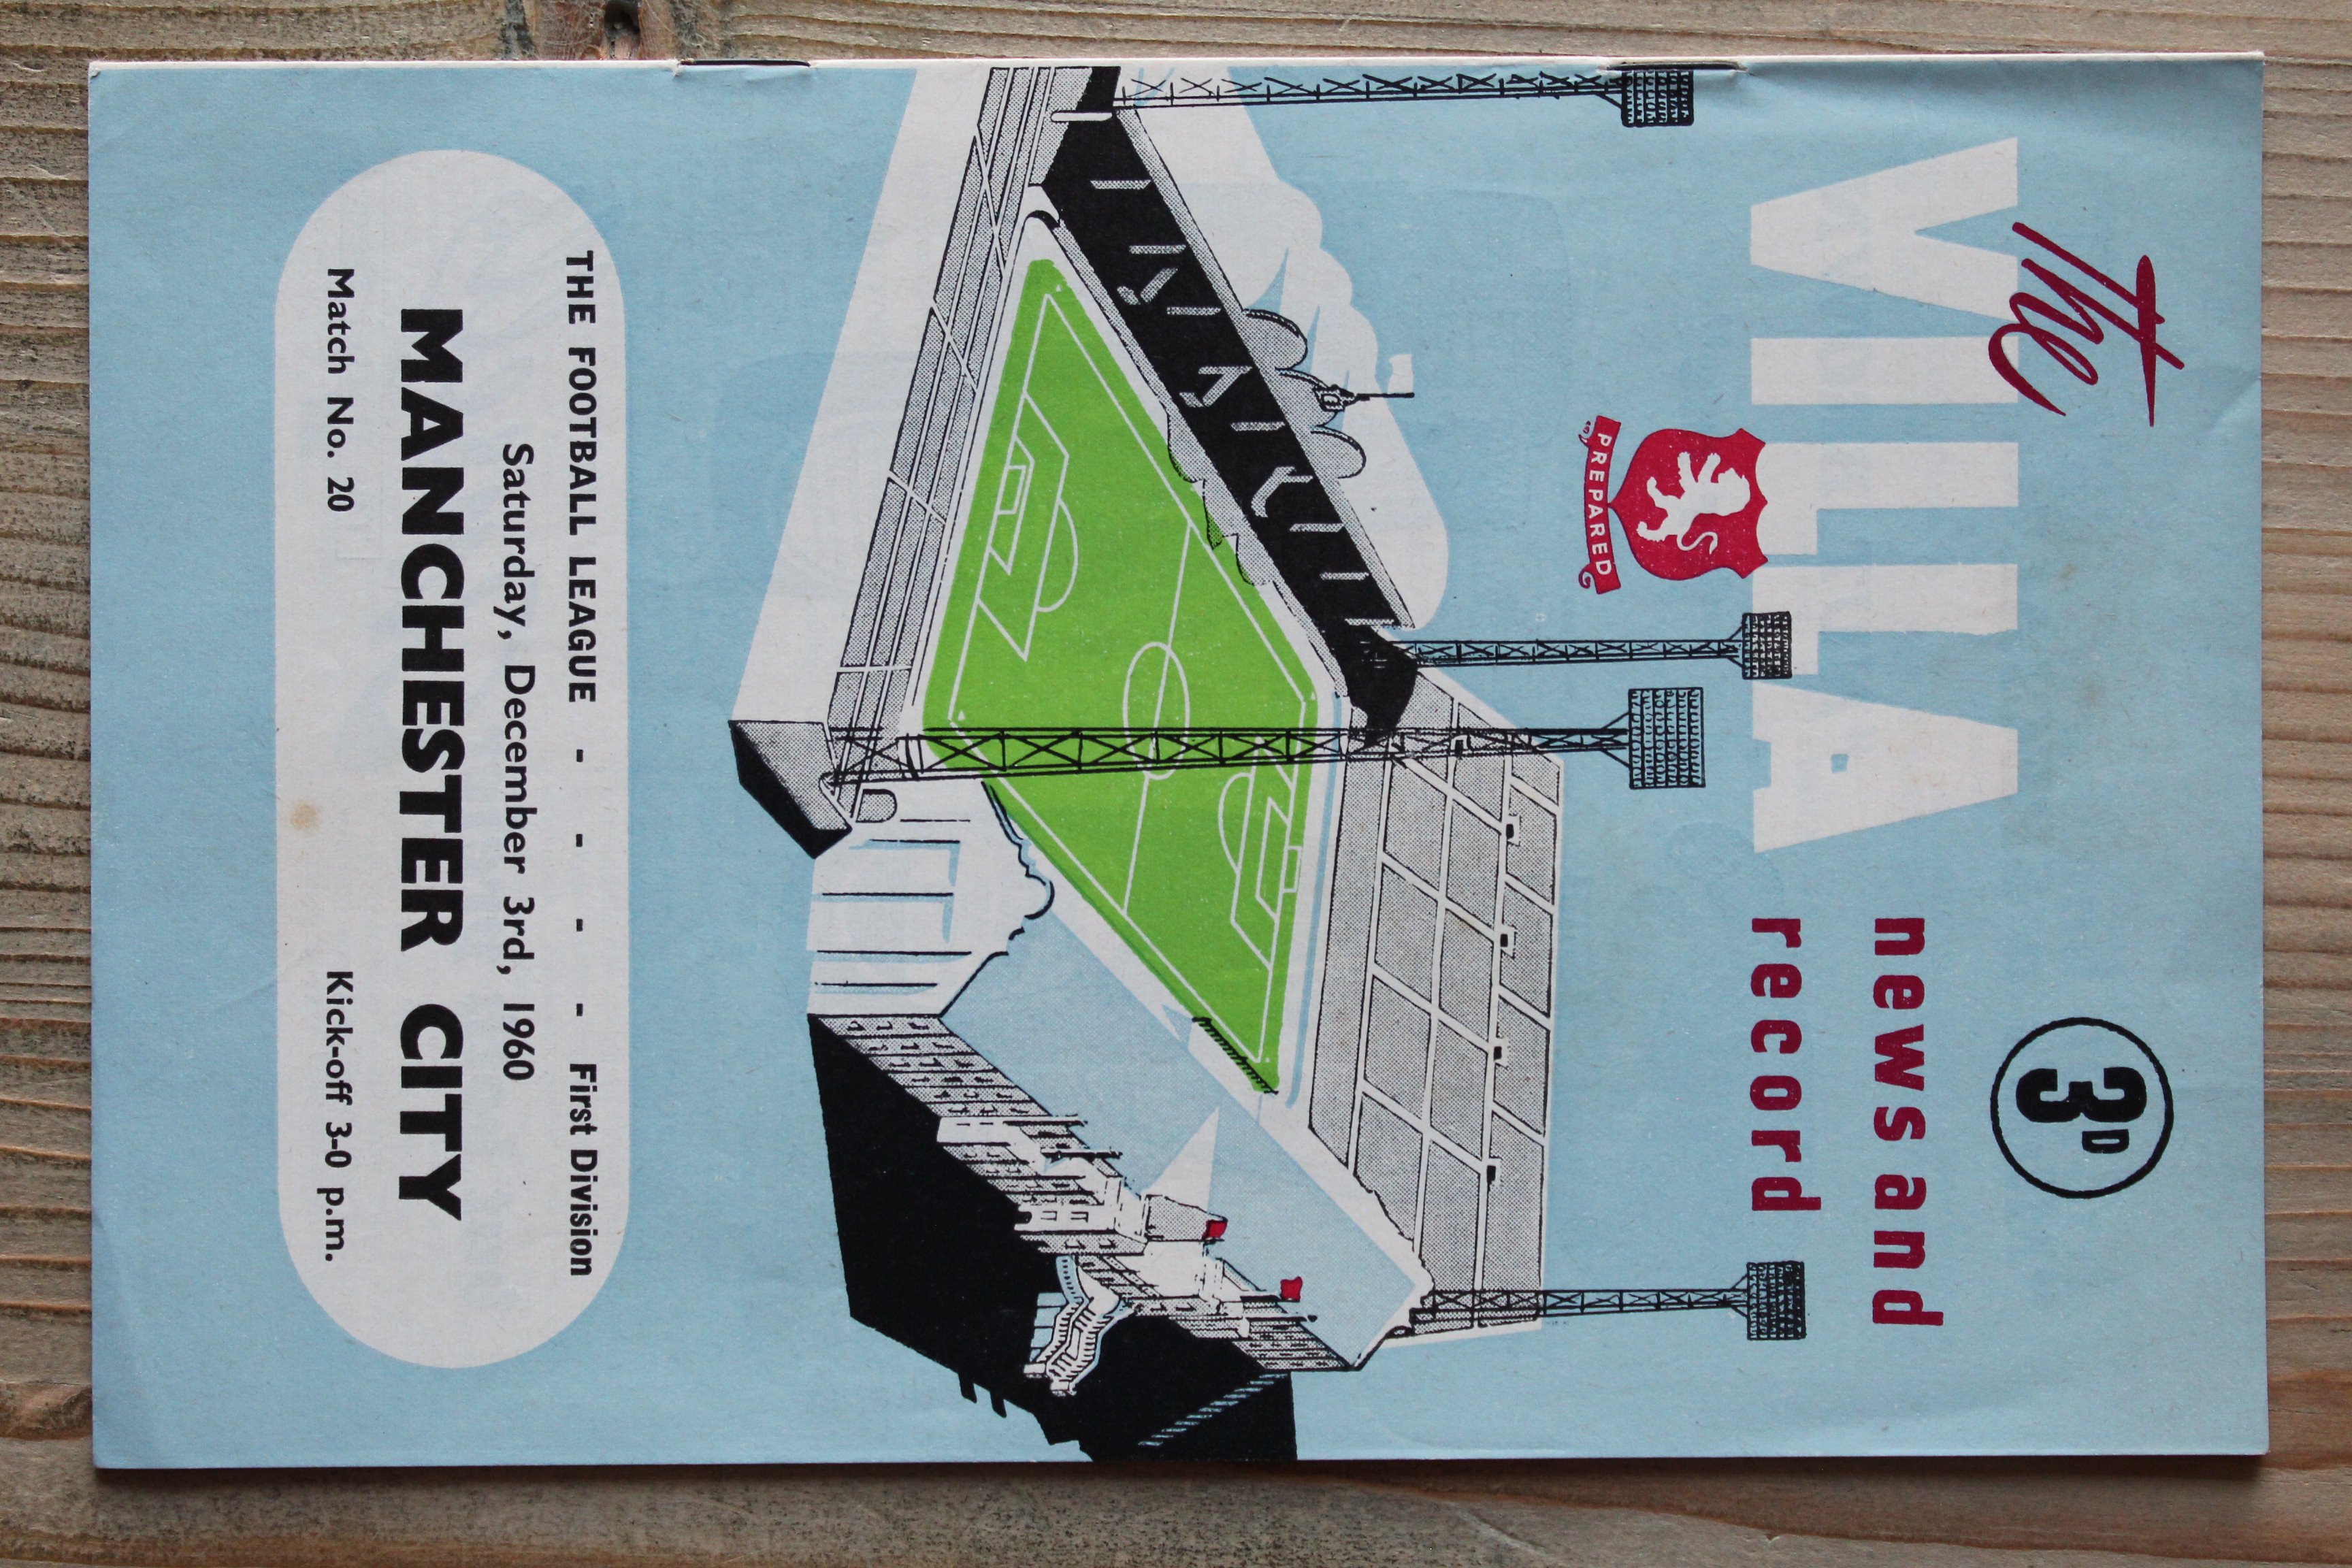 The
3D
VILLA
news and
record
PREPARED
THE FOOTBALL LEAGUE - - - - First Division
Saturday, December 3rd, 1960
MANCHESTER CITY
Match No. 20 Kick-off 3-0 p.m.